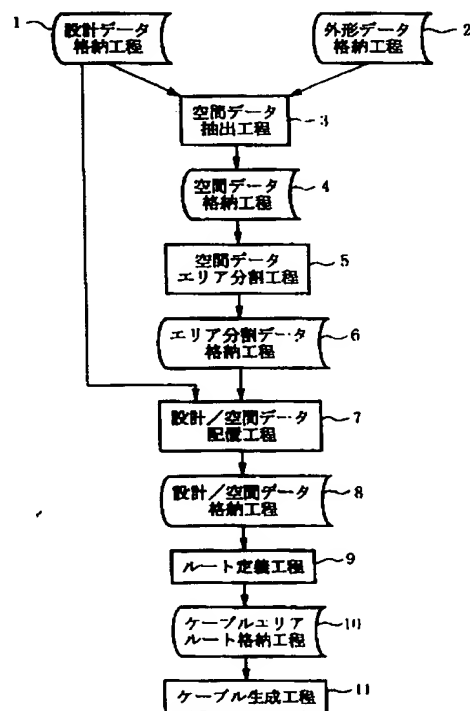 1
設計データ
格納工程
外形データ
格納工程
2
空間データ
抽出工程
3
空間データ
格納工程
4
空間データ
エリア分割工程
5
エリア分割データ
格納工程
6
設計／空間データ
配置工程
7
設計／空間データ
格納工程
8
ルート定義工程
9
ケーブルエリア
ルート格納工程
10
ケーブル生成工程
11